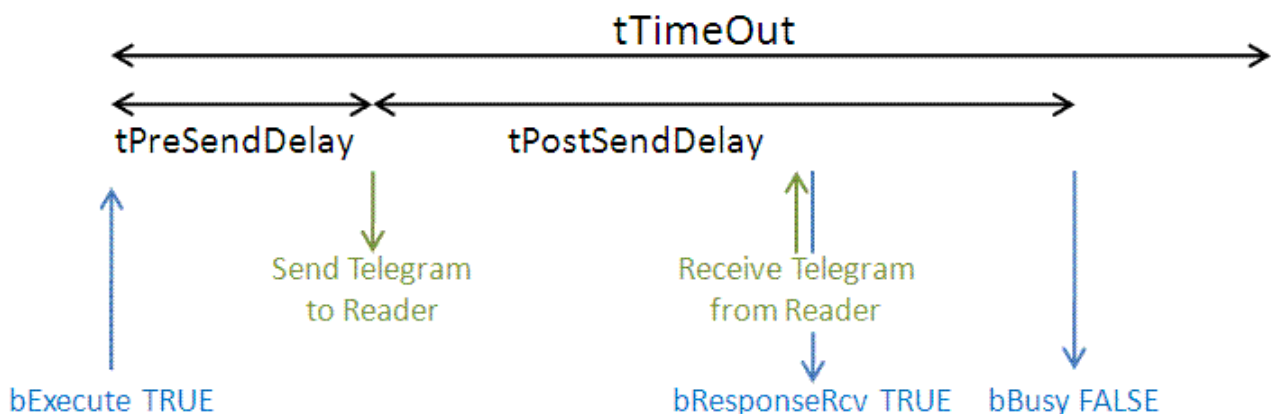 tTimeOut
tPreSendDelay
tPostSendDelay
Send Telegram
to Reader
Receive Telegram
from Reader
bExecute TRUE
bResponseRcv TRUE
bBusy FALSE